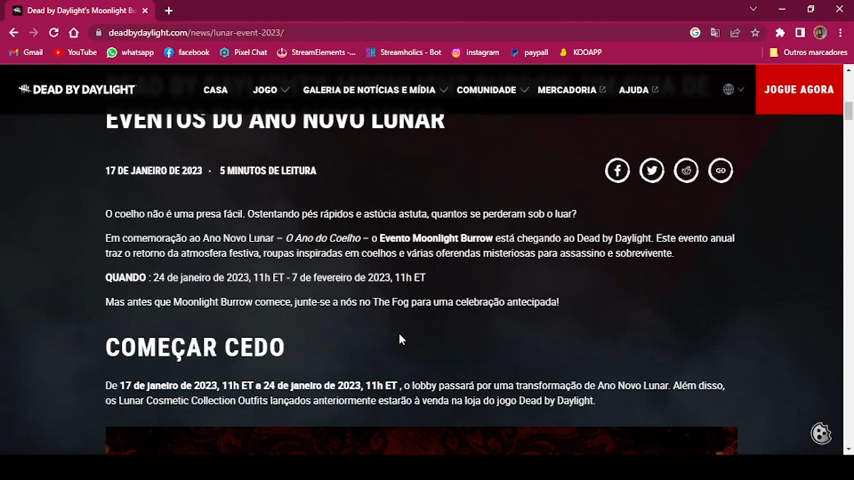 Dead by Daylight's Moonlight Bu
deadbydaylight.com/news/lunar-event-2023/
Gmail YouTube whatsapp facebook Pixel Chat StreamElements -... Streamholics - Bot instagram paypall KOOAPP Outros marcadores
DEAD BY DAYLIGHT CASA JOGO GALERIA DE NOTÍCIAS E MÍDIA COMUNIDADE MERCADORIA AJUDA JOGUE AGORA
EVENTOS DO ANO NOVO LUNAR
17 DE JANEIRO DE 2023 · 5 MINUTOS DE LEITURA
O coelho não é uma presa fácil. Ostentando pés rápidos e astúcia astuta, quantos se perderam sob o luar?
Em comemoração ao Ano Novo Lunar – O Ano do Coelho – o Evento Moonlight Burrow está chegando ao Dead by Daylight. Este evento anual
traz o retorno da atmosfera festiva, roupas inspiradas em coelhos e várias oferendas misteriosas para assassino e sobrevivente.
QUANDO : 24 de janeiro de 2023, 11h ET - 7 de fevereiro de 2023, 11h ET
Mas antes que Moonlight Burrow comece, junte-se a nós no The Fog para uma celebração antecipada!
COMEÇAR CEDO
De 17 de janeiro de 2023, 11h ET a 24 de janeiro de 2023, 11h ET , o lobby passará por uma transformação de Ano Novo Lunar. Além disso,
os Lunar Cosmetic Collection Outfits lançados anteriormente estarão à venda na loja do jogo Dead by Daylight.